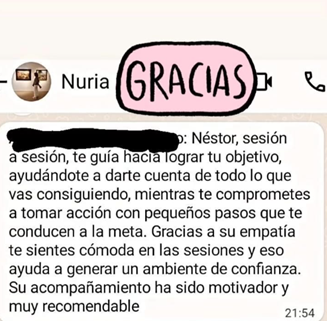 Nuria
GRACIAS
: Néstor, sesión
a sesión, te guía hacia lograr tu objetivo,
ayudándote a darte cuenta de todo lo que
vas consiguiendo, mientras te comprometes
a tomar acción con pequeños pasos que te
conducen a la meta. Gracias a su empatía
te sientes cómoda en las sesiones y eso
ayuda a generar un ambiente de confianza.
Su acompañamiento ha sido motivador y
muy recomendable
21:54